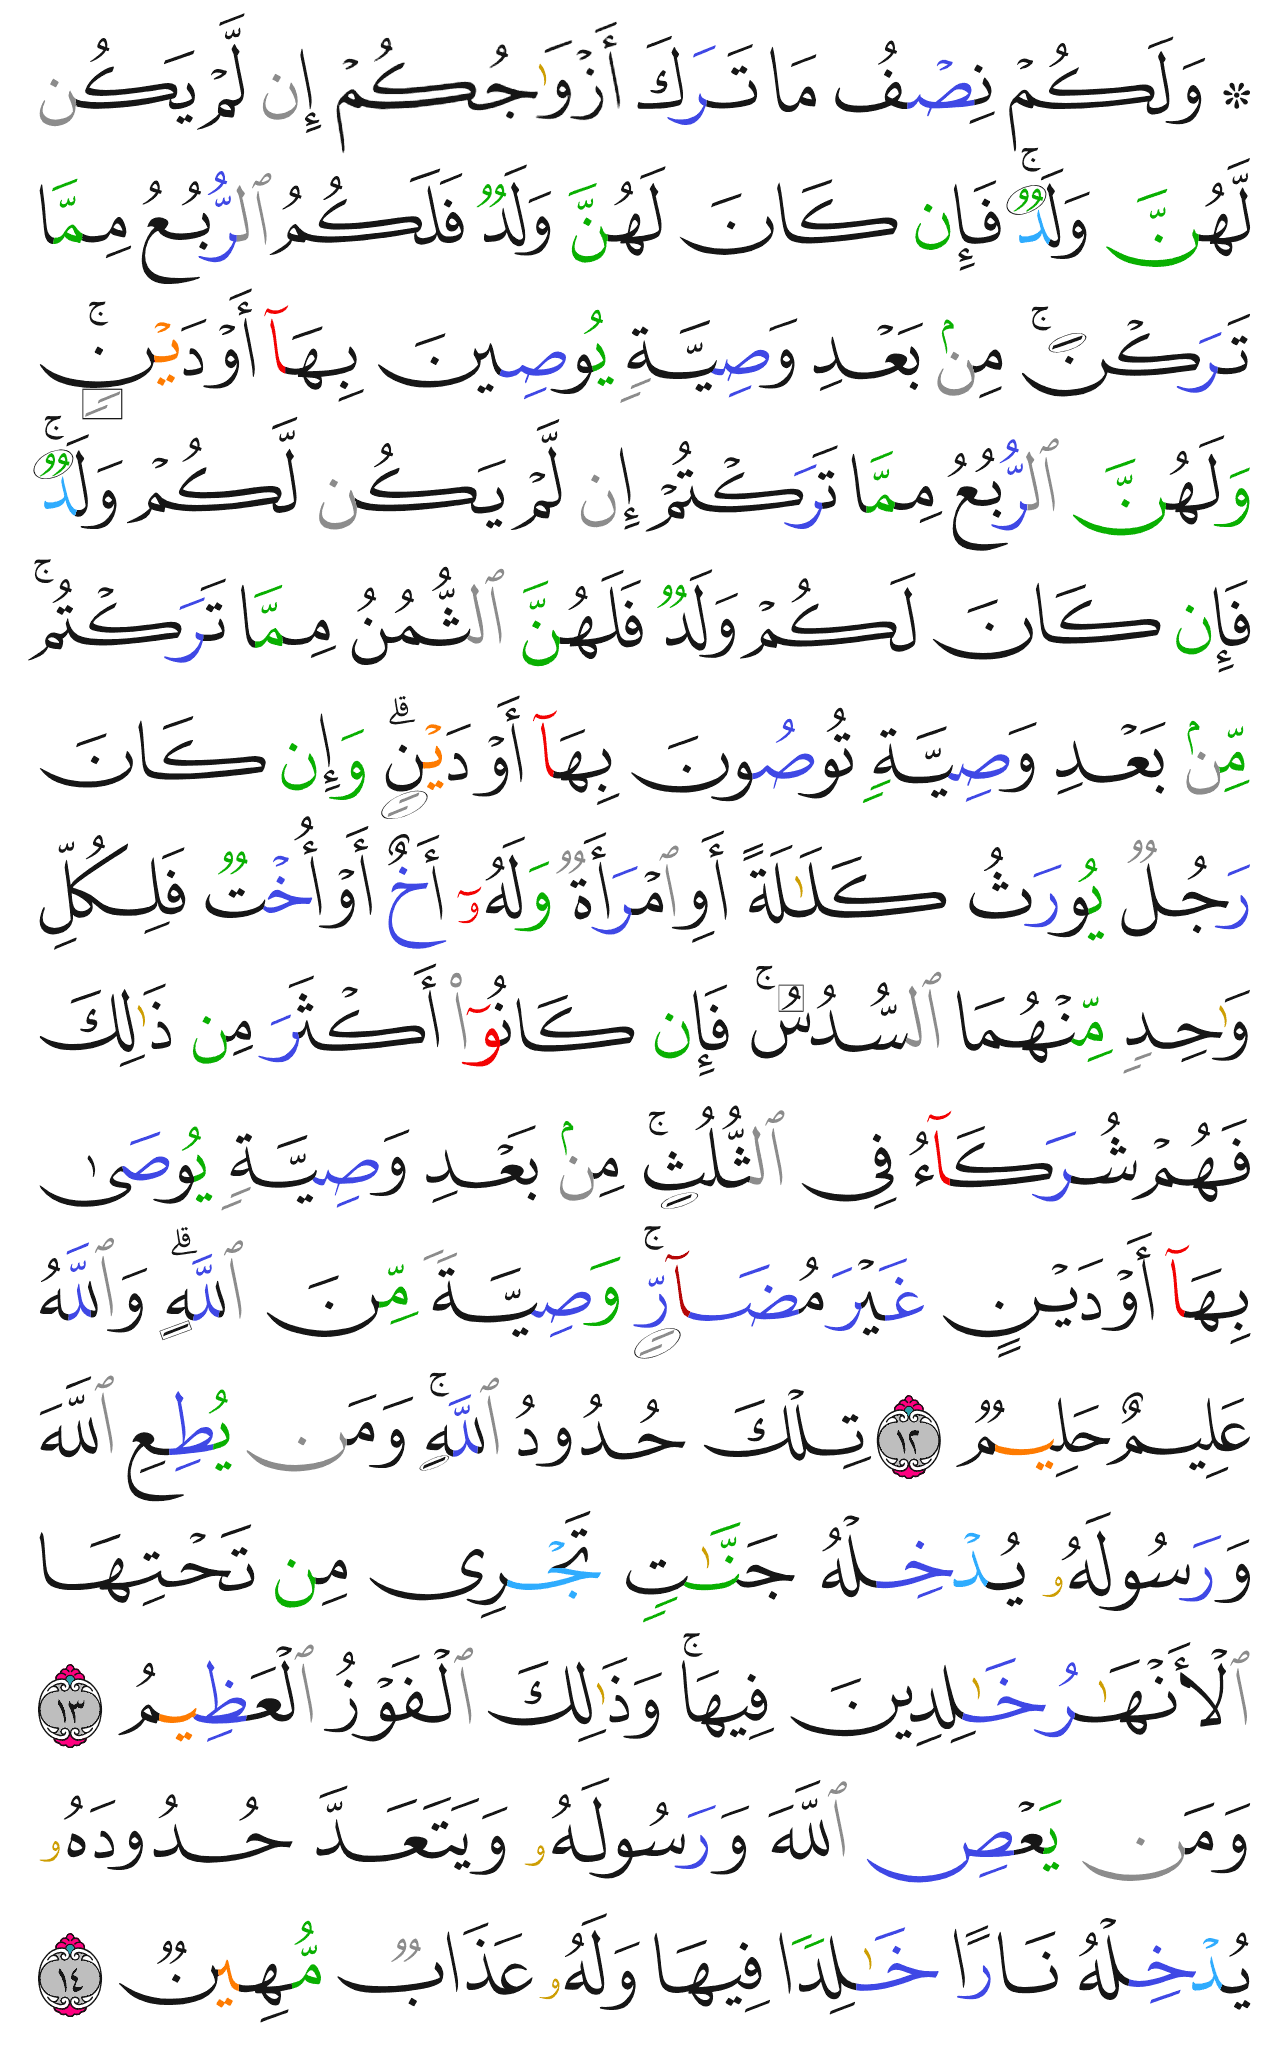 ۞ وَلَكُمْ نِصْفُ مَا تَرَكَ أَزْوَٰجُكُمْ إِن لَّمْ يَكُن
لَّهُنَّ وَلَدٌ ۚ فَإِن كَانَ لَهُنَّ وَلَدٌ فَلَكُمُ ٱلرُّبُعُ مِمَّا
تَرَكْنَ ۚ مِنۢ بَعْدِ وَصِيَّةٍ يُوصِينَ بِهَآ أَوْ دَيْنٍ ۚ
وَلَهُنَّ ٱلرُّبُعُ مِمَّا تَرَكْتُمْ إِن لَّمْ يَكُن لَّكُمْ وَلَدٌ ۚ
فَإِن كَانَ لَكُمْ وَلَدٌ فَلَهُنَّ ٱلثُّمُنُ مِمَّا تَرَكْتُم ۚ
مِّنۢ بَعْدِ وَصِيَّةٍ تُوصُونَ بِهَآ أَوْ دَيْنٍ ۗ وَإِن كَانَ
رَجُلٌ يُورَثُ كَلَٰلَةً أَوِ ٱمْرَأَةٌ وَلَهُۥٓ أَخٌ أَوْ أُخْتٌ فَلِكُلِّ
وَٰحِدٍ مِّنْهُمَا ٱلسُّدُسُ ۚ فَإِن كَانُوٓا۟ أَكْثَرَ مِن ذَٰلِكَ
فَهُمْ شُرَكَآءُ فِى ٱلثُّلُثِ ۚ مِنۢ بَعْدِ وَصِيَّةٍ يُوصَىٰ
بِهَآ أَوْ دَيْنٍ غَيْرَ مُضَآرٍّ ۚ وَصِيَّةً مِّنَ ٱللَّهِ ۗ وَٱللَّهُ
عَلِيمٌ حَلِيمٌ ١٢ تِلْكَ حُدُودُ ٱللَّهِ ۚ وَمَن يُطِعِ ٱللَّهَ
وَرَسُولَهُۥ يُدْخِلْهُ جَنَّٰتٍ تَجْرِى مِن تَحْتِهَا
ٱلْأَنْهَٰرُ خَٰلِدِينَ فِيهَا ۚ وَذَٰلِكَ ٱلْفَوْزُ ٱلْعَظِيمُ ١٣
وَمَن يَعْصِ ٱللَّهَ وَرَسُولَهُۥ وَيَتَعَدَّ حُدُودَهُۥ
يُدْخِلْهُ نَارًا خَٰلِدًا فِيهَا وَلَهُۥ عَذَابٌ مُّهِينٌ ١٤